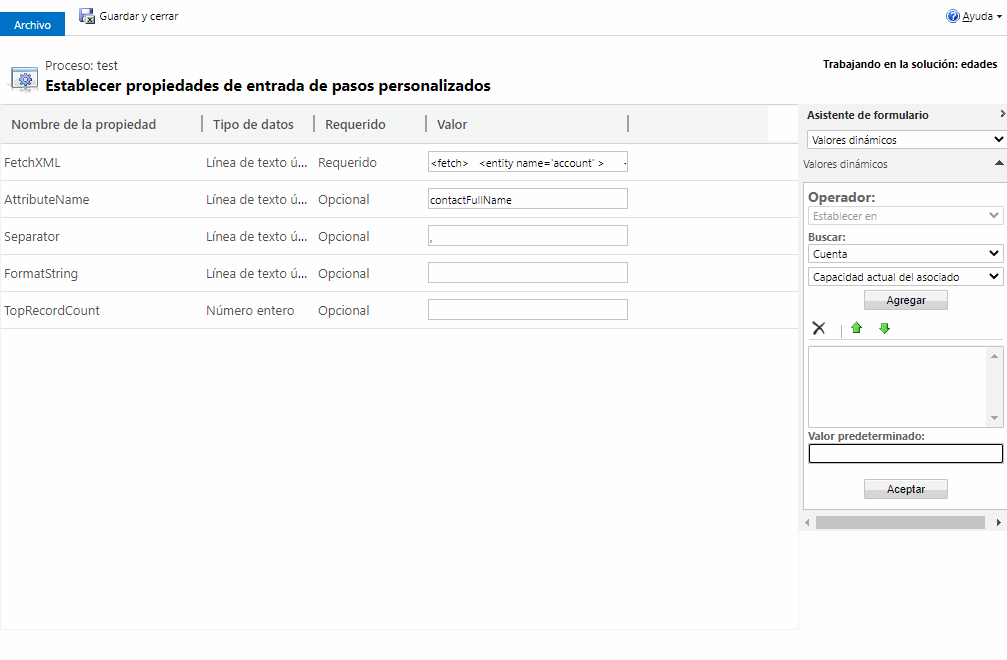 Archivo
Guardar y cerrar
Ayuda
Proceso: test
Establecer propiedades de entrada de pasos personalizados
Trabajando en la solución: edades
Nombre de la propiedad Tipo de datos Requerido Valor
FetchXML Línea de texto ú... Requerido <fetch> <entity name='account' >
AttributeName Línea de texto ú... Opcional contactFullName
Separator Línea de texto ú... Opcional ,
FormatString Línea de texto ú... Opcional
TopRecordCount Número entero Opcional
Asistente de formulario
Valores dinámicos
Valores dinámicos
Operador:
Establecer en
Buscar:
Cuenta
Capacidad actual del asociado
Agregar
Valor predeterminado:
Aceptar